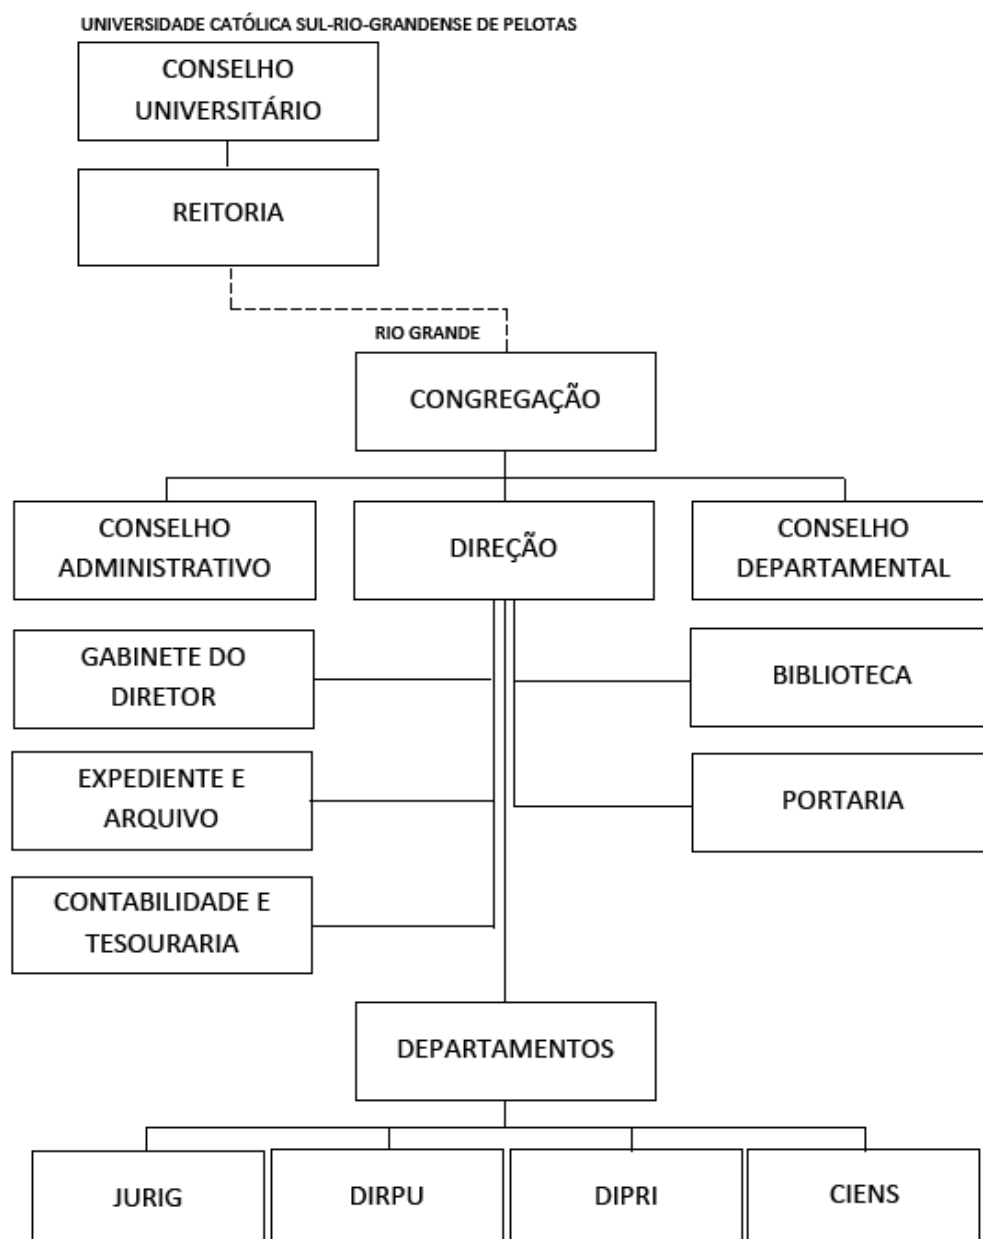 UNIVERSIDADE CATÓLICA SUL-RIO-GRANDENSE DE PELOTAS
CONSELHO
UNIVERSITÁRIO
REITORIA
RIO GRANDE
CONGREGAÇÃO
CONSELHO
ADMINISTRATIVO
DIREÇÃO
CONSELHO
DEPARTAMENTAL
GABINETE DO
DIRETOR
BIBLIOTECA
EXPEDIENTE E
ARQUIVO
PORTARIA
CONTABILIDADE E
TESOURARIA
DEPARTAMENTOS
JURIG
DIRPU
DIPRI
CIENS